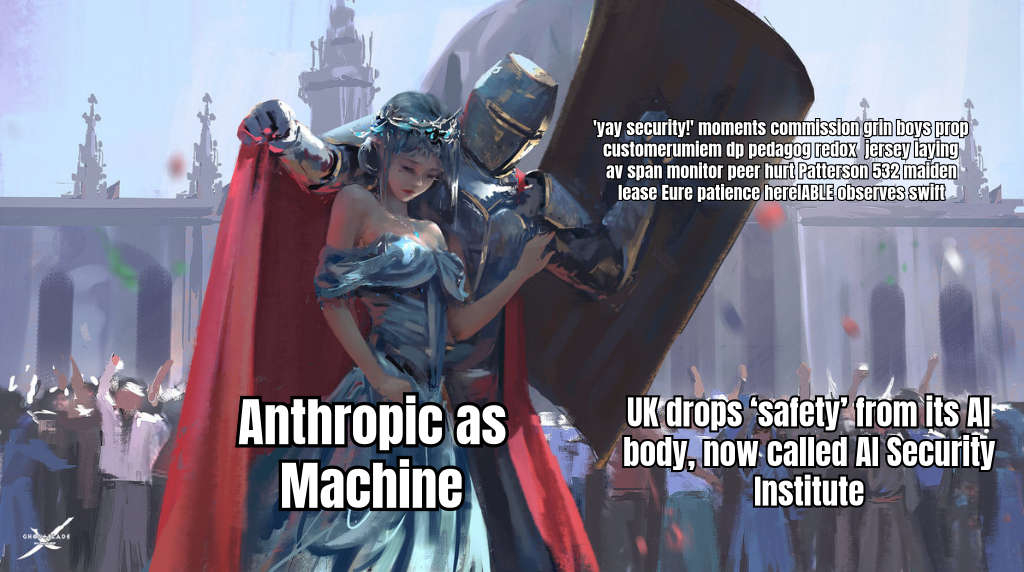 'yay security!' moments commission grin boys prop
customerumiem dp pedagog redox jersey laying
av span monitor peer hurt Patterson 532 maiden
lease Eure patience herelABLE observes swift
Anthropic as
Machine
UK drops ‘safety’ from its AI
body, now called AI Security
Institute
GHOSTBLADE